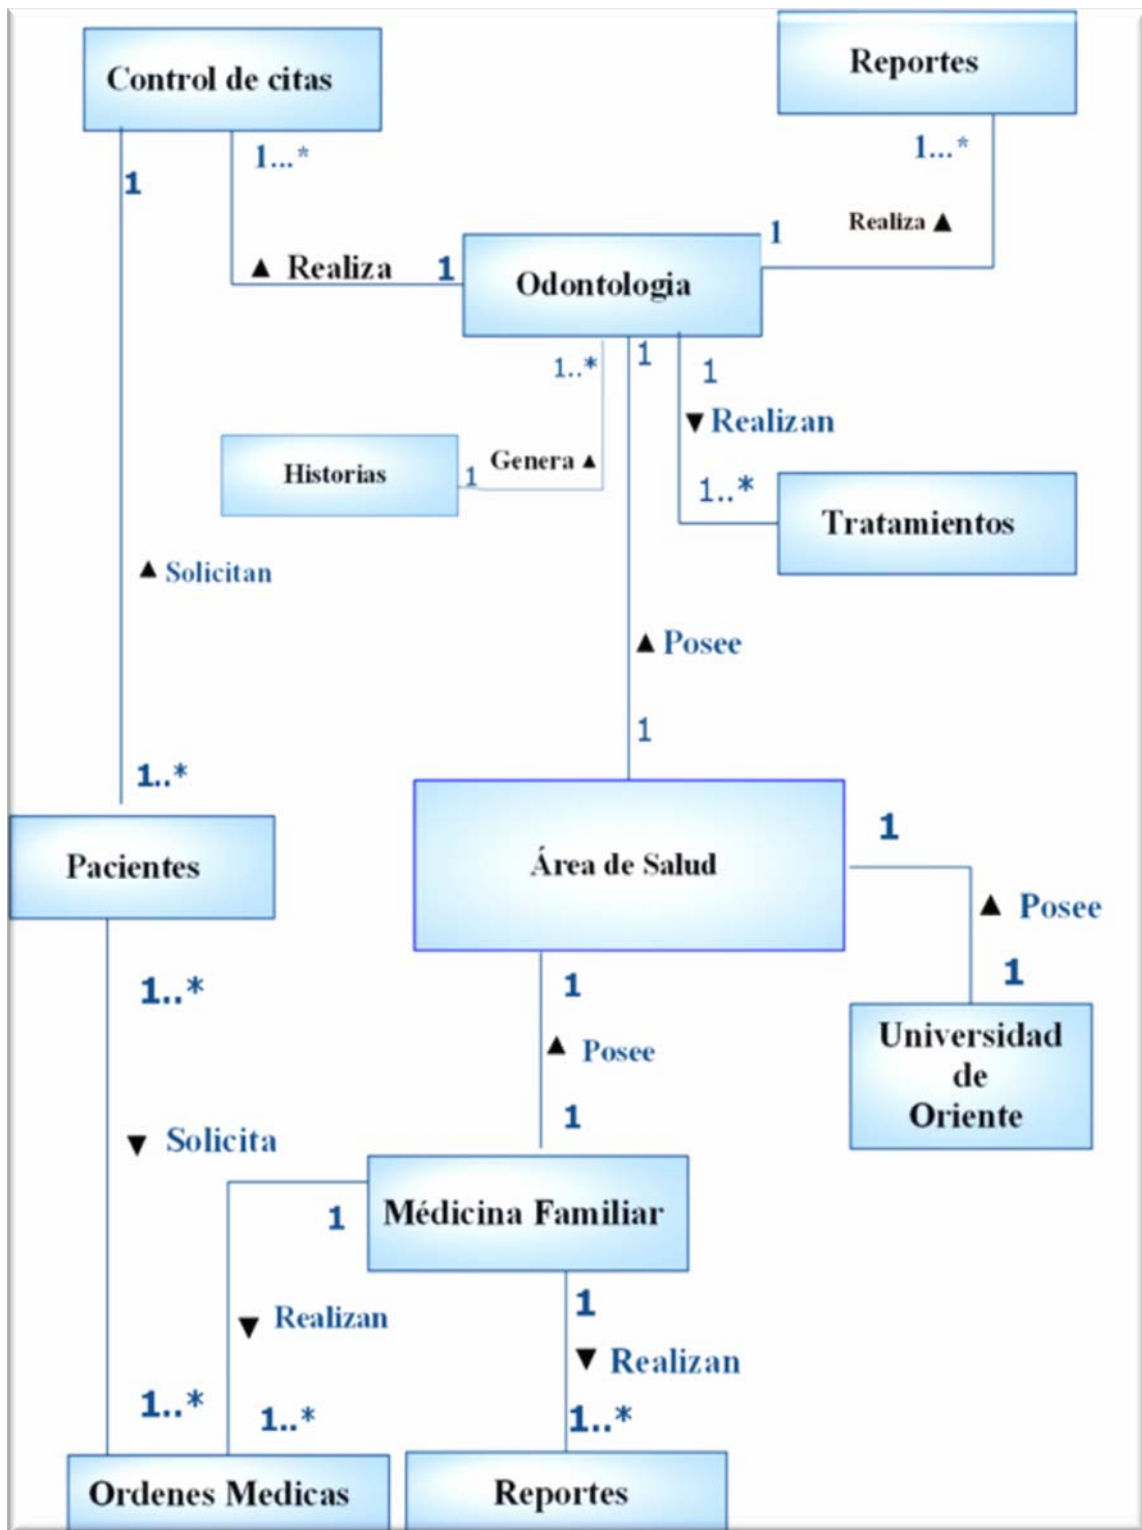 Control de citas
Reportes
1...*
1...*
1
1
Realiza ▲
▲ Realiza
1
Odontologia
1..*
1
1
▼ Realizan
Historias
1
Genera ▲
1..*
Tratamientos
▲ Solicitan
▲ Posee
1
1..*
1
Pacientes
Área de Salud
▲ Posee
1..*
1
1
Universidad
de
Oriente
▲ Posee
1
▼ Solicita
Médicina Familiar
1
1
▼ Realizan
▼ Realizan
1..*
1..*
1..*
Ordenes Medicas
Reportes